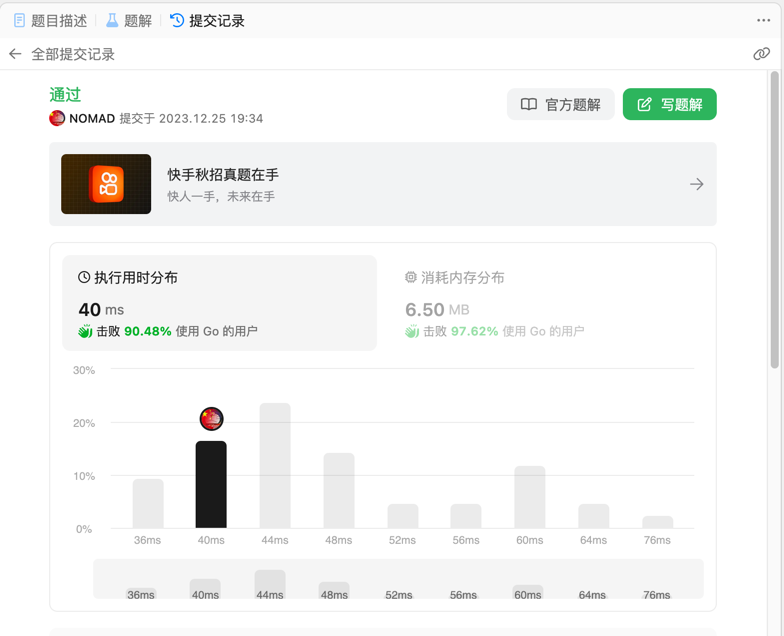 题目描述 题解 提交记录
全部提交记录
通过
NOMAD 提交于 2023.12.25 19:34
官方题解
写题解
快手秋招真题在手
快人一手，未来在手
执行用时分布
40 ms
击败 90.48% 使用 Go 的用户
消耗内存分布
6.50 MB
击败 97.62% 使用 Go 的用户
30%
20%
10%
0%
36ms 40ms 44ms 48ms 52ms 56ms 60ms 64ms 76ms
36ms 40ms 44ms 48ms 52ms 56ms 60ms 64ms 76ms